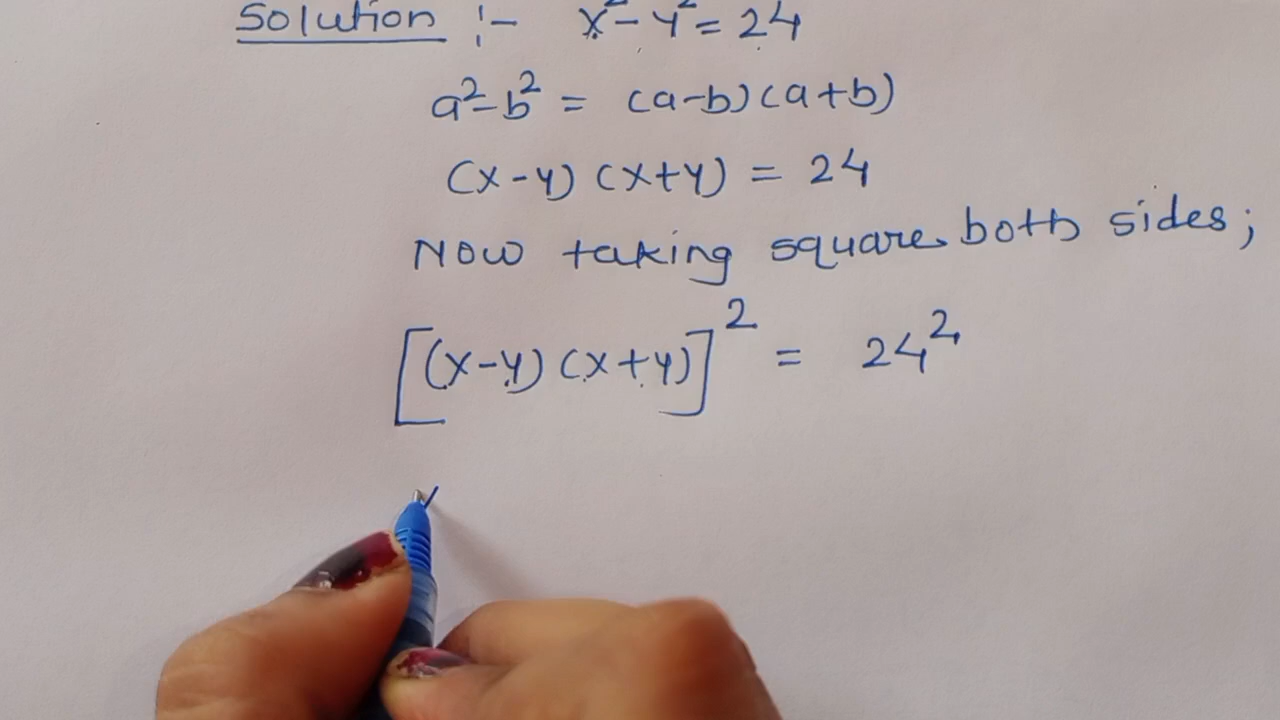 Solution :- x²-y²= 24
a²-b² = (a-b)(a+b)
(x-y) (x+y) = 24
Now taking square both sides;
[(x-y) (x+y)]² = 24²